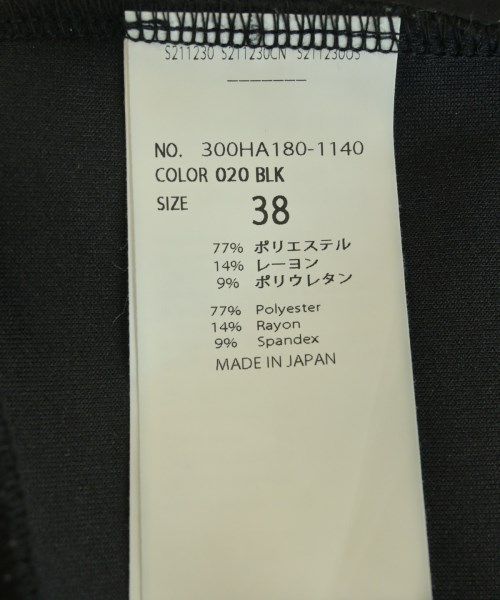 S211230 S211230CN S211230US
NO. 300HA180-1140
COLOR 020 BLK
SIZE 38
77% ポリエステル
14% レーヨン
9% ポリウレタン
77% Polyester
14% Rayon
9% Spandex
MADE IN JAPAN